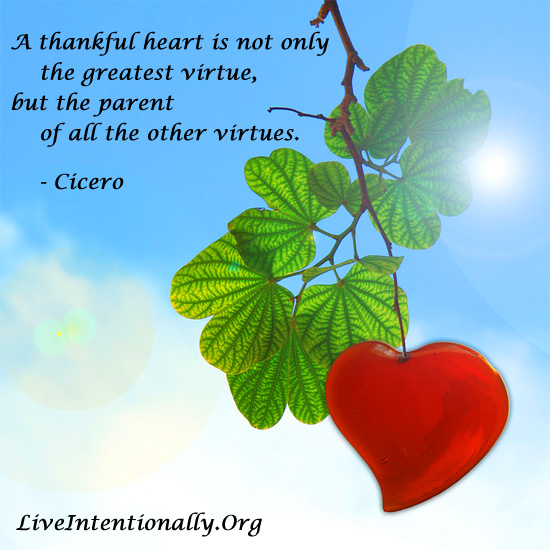 A thankful heart is not only
the greatest virtue,
but the parent
of all the other virtues.
- Cicero
LiveIntentionally.Org